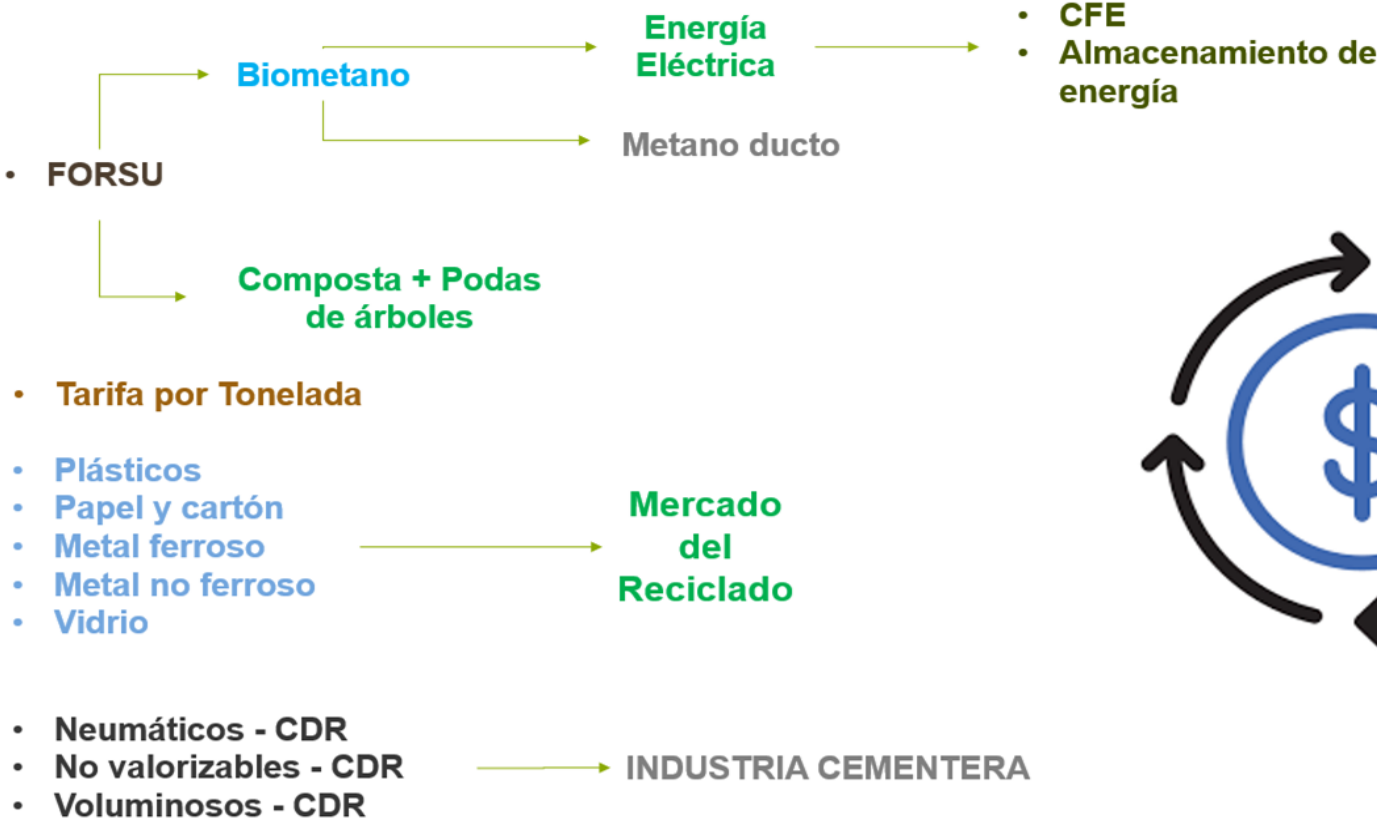 Energía
Eléctrica
• CFE
• Almacenamiento de
energía
Biometano
Metano ducto
• FORSU
Composta + Podas
de árboles
• Tarifa por Tonelada
• Plásticos
• Papel y cartón
• Metal ferroso
• Metal no ferroso
• Vidrio
Mercado
del
Reciclado
$
• Neumáticos - CDR
• No valorizables - CDR
• Voluminosos - CDR
INDUSTRIA CEMENTERA